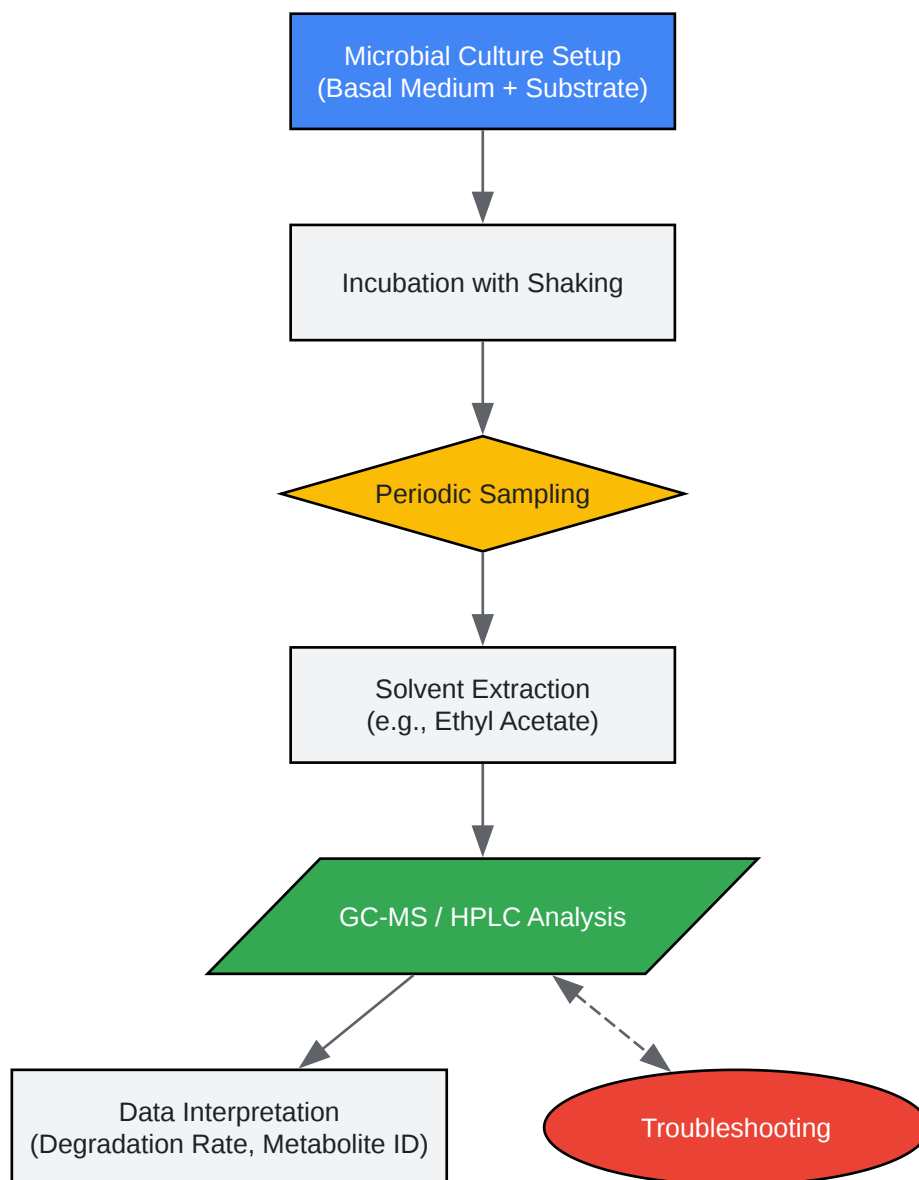 Microbial Culture Setup
(Basal Medium + Substrate)
Incubation with Shaking
Periodic Sampling
Solvent Extraction
(e.g., Ethyl Acetate)
GC-MS / HPLC Analysis
Data Interpretation
(Degradation Rate, Metabolite ID)
Troubleshooting